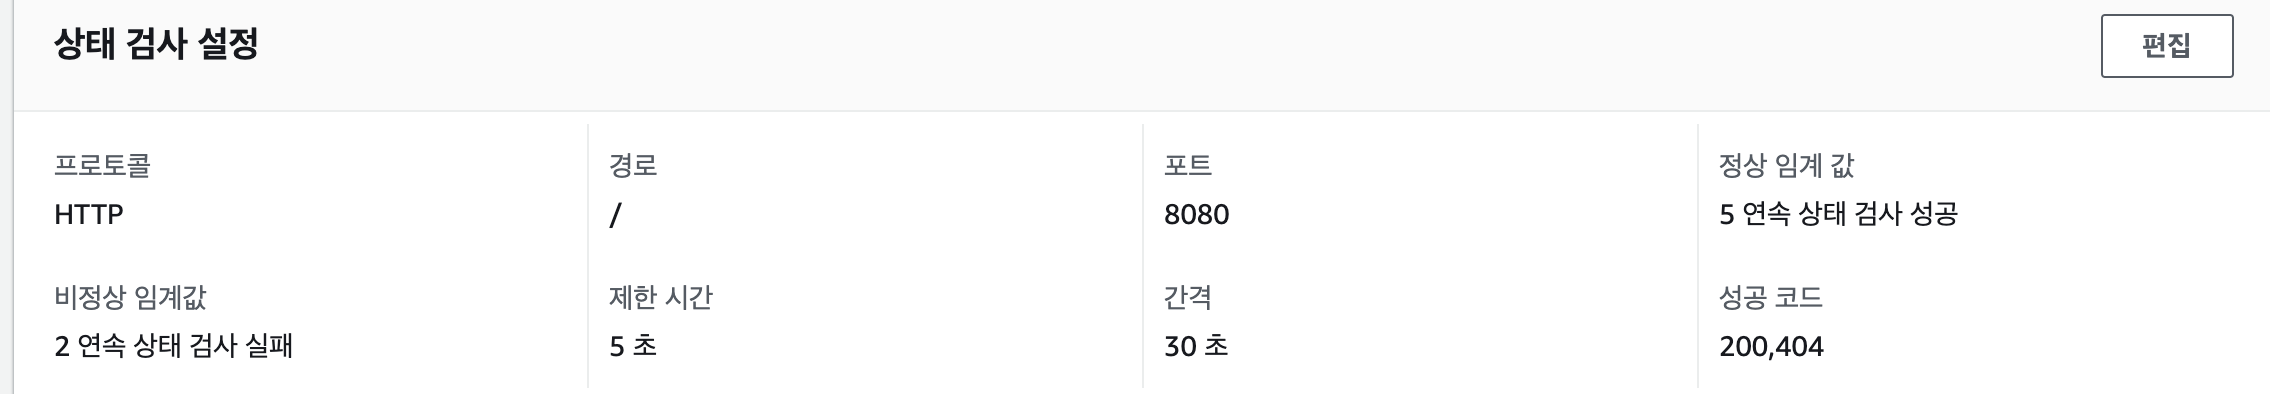 상태 검사 설정
편집
프로토콜
HTTP
경로
/
포트
8080
정상 임계 값
5 연속 상태 검사 성공
비정상 임계값
2 연속 상태 검사 실패
제한 시간
5 초
간격
30 초
성공 코드
200,404